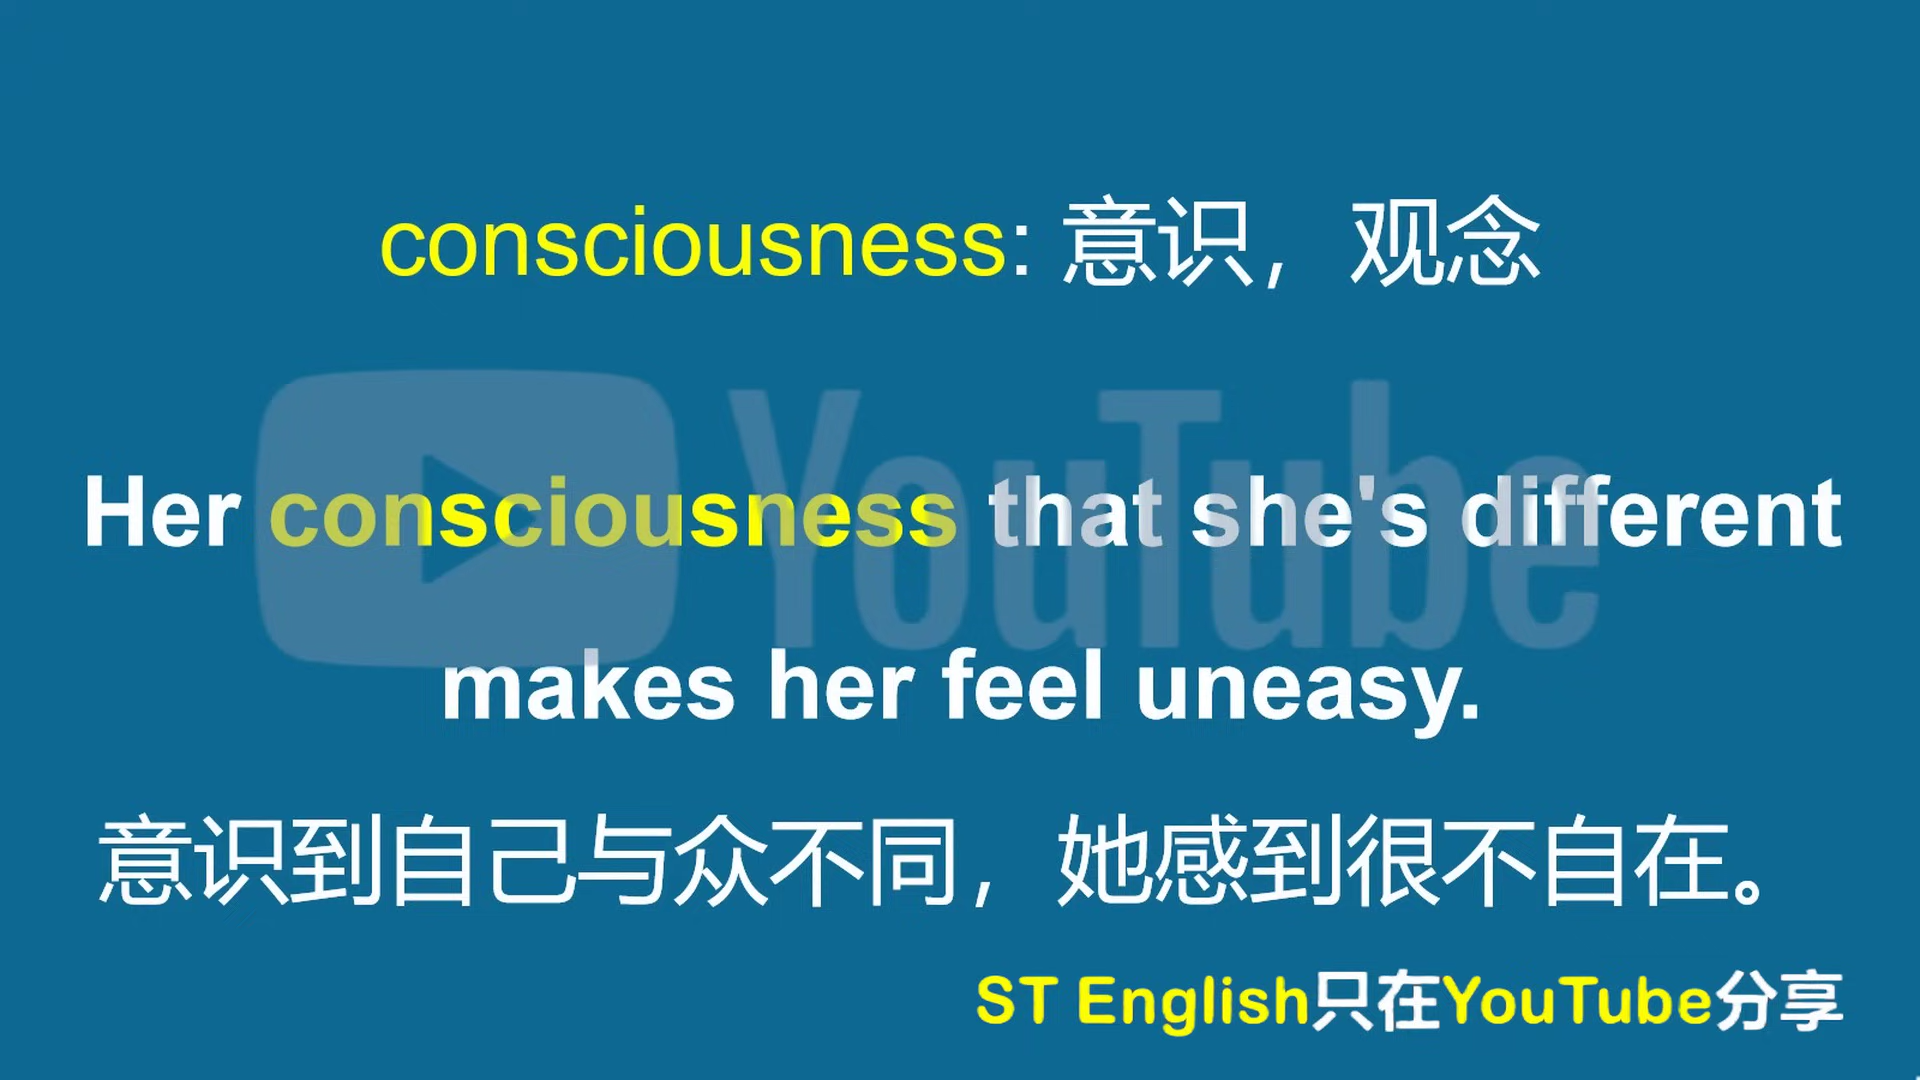 consciousness: 意识，观念
YouTube
Her consciousness that she's different
makes her feel uneasy.
意识到自己与众不同，她感到很不自在。
ST English只在YouTube分享